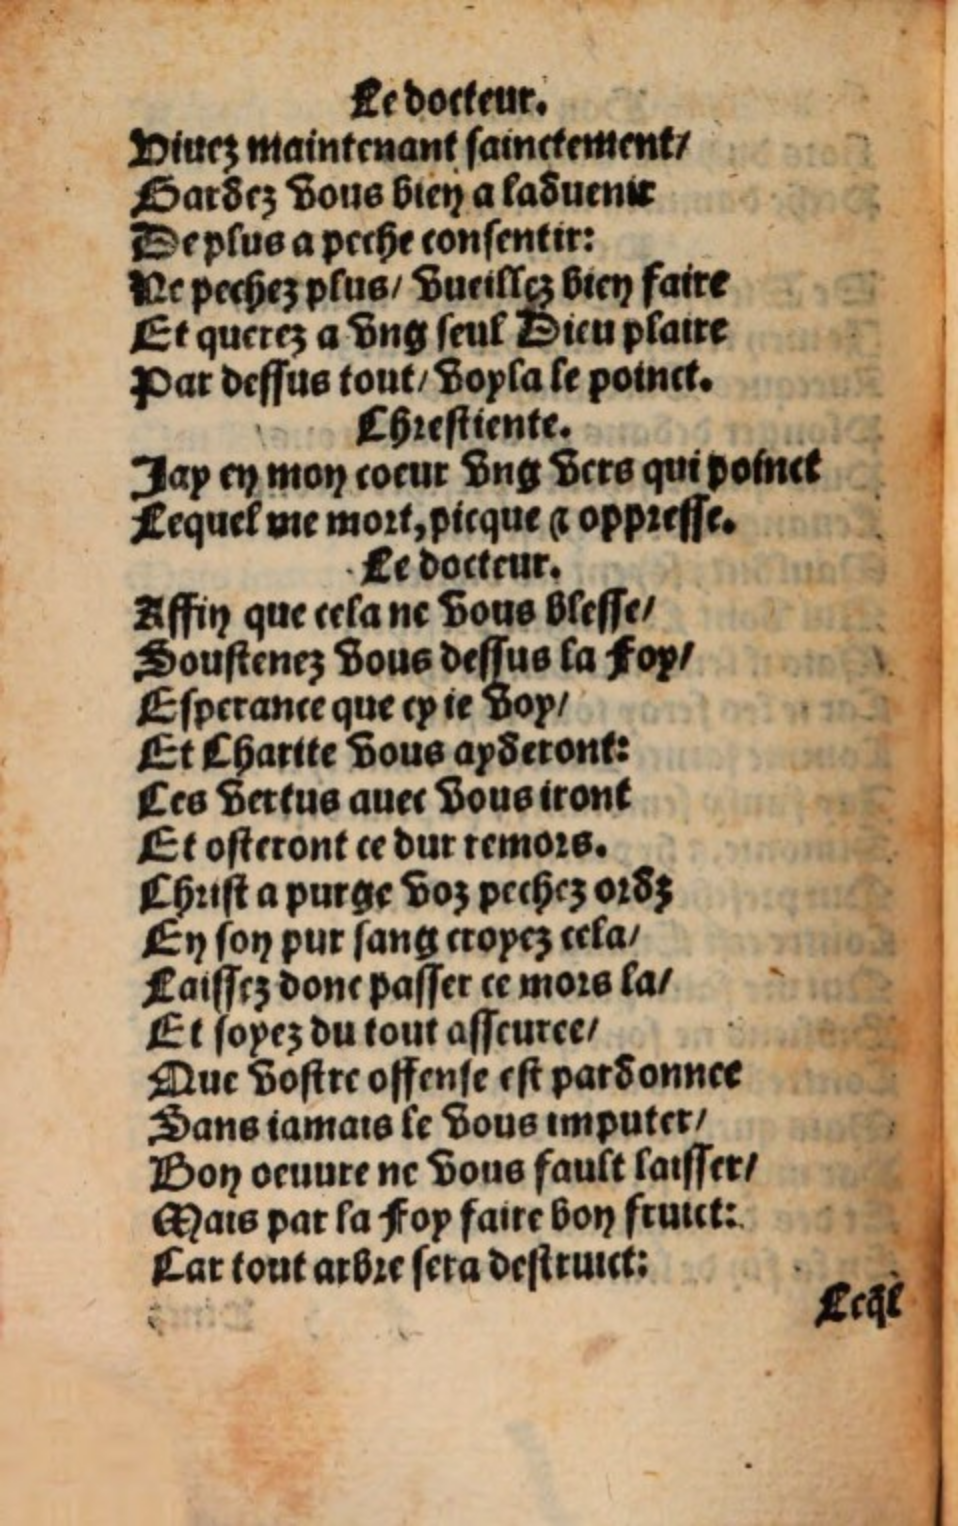 Le docteur.
Viuez maintenant sainctement/
Gardez vous bien a laduenir
De plus a peche consentir:
Ne pechez plus/ vueillez bien faire
Et querez a vng seul Dieu plaire
Par dessus tout/ voyla le poinct.
Chrestiente.
Jay en mon coeur vng vers qui poinct
Lequel me mort, picque & oppresse.
Le docteur.
Affin que cela ne vous blesse/
Soustenez vous dessus la Foy/
Esperance que cy ie voy/
Et Charite vous ayderont:
Ces vertus auec vous iront
Et osteront ce dur remors.
Christ a purge voz pechez ordz
En son pur sang croyez cela/
Laissez donc passer ce mors la/
Et soyez du tout asseuree/
Que vostre offense est pardonnee
Sans iamais le vous imputer/
Bon oeuure ne vous fault laisser/
Mais par la Foy faire bon fruict:
Car tout arbre sera destruict:
Leq̃l